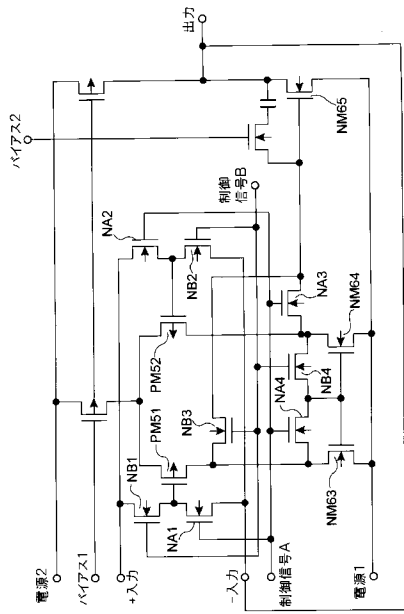 電源2
バイアス1
+入力
-入力
制御信号A
電源1
NB1
NA1
PM51
NB3
NA4
NM63
PM52
NB4
NM64
NA3
NA2
NB2
制御
信号B
バイアス2
NM65
出力